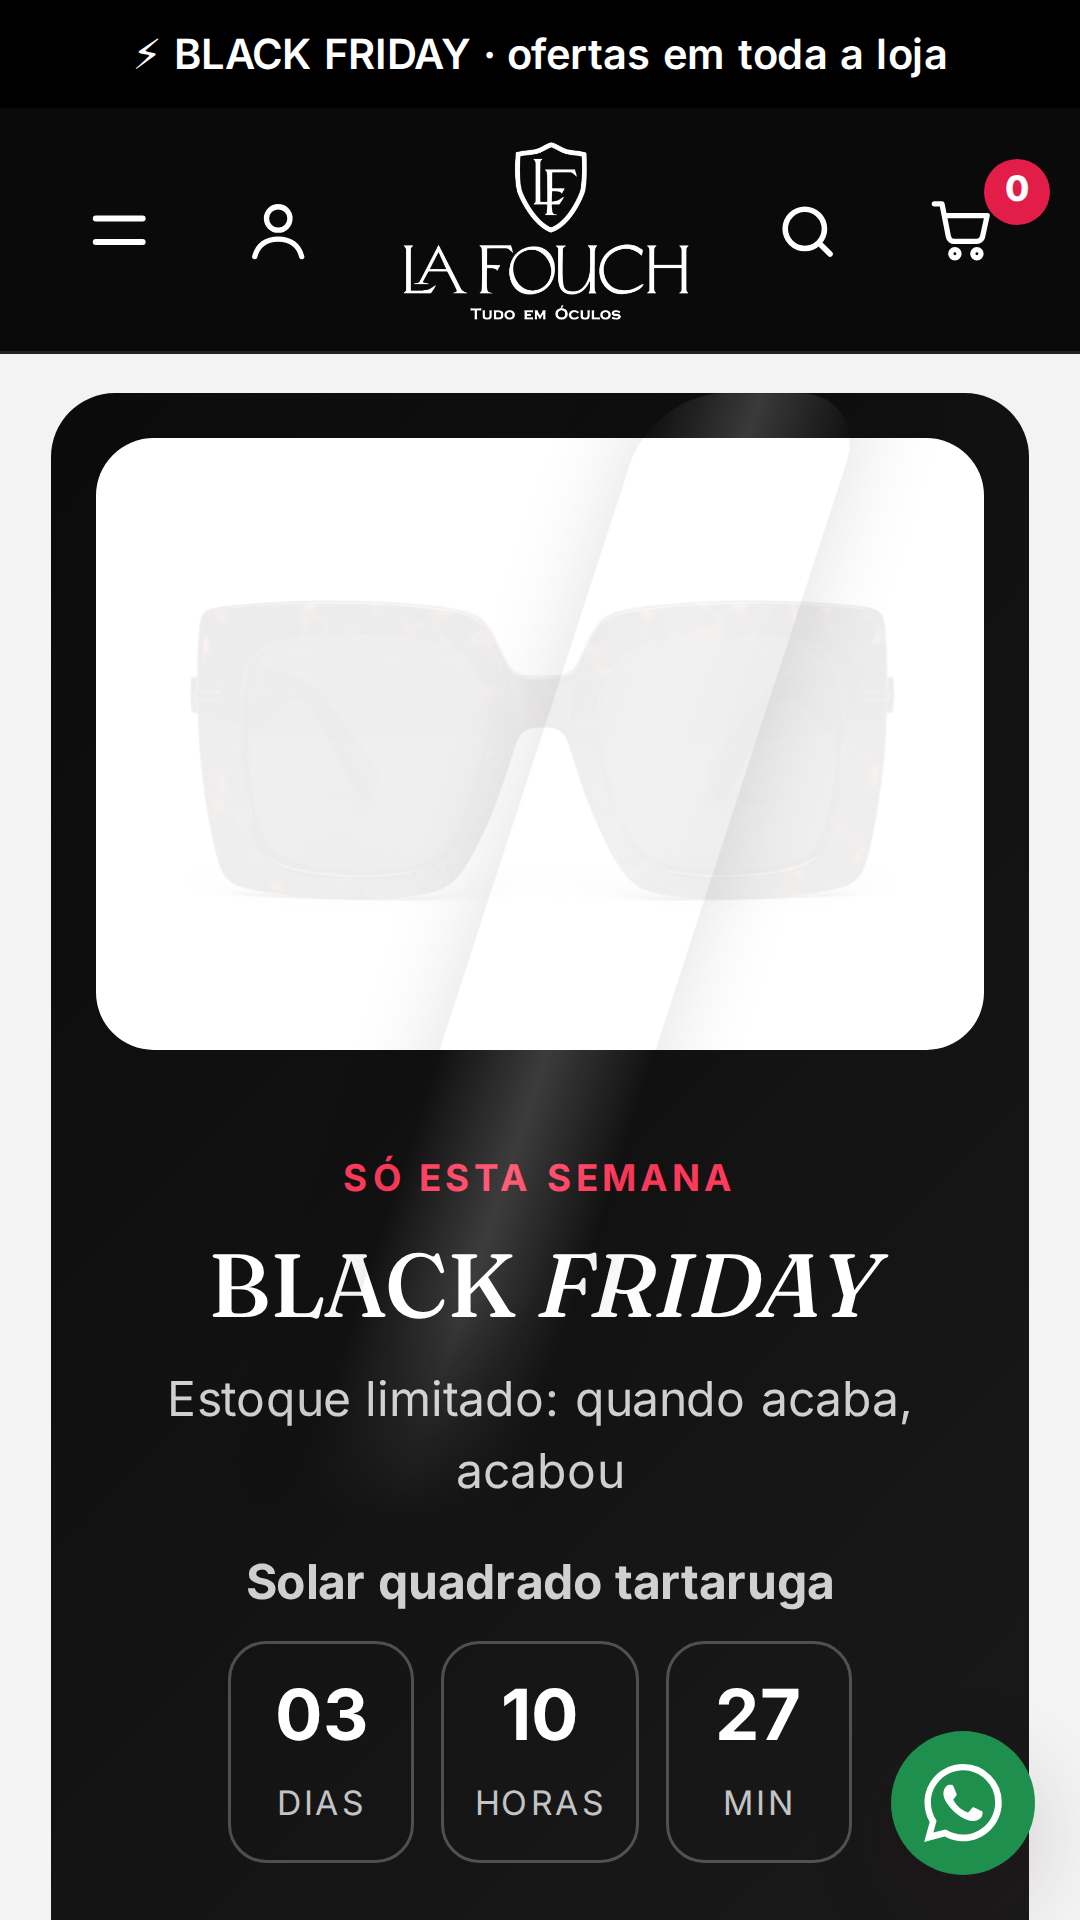 ⚡ BLACK FRIDAY · ofertas em toda a loja
LF
0
LA FOUCH
Tudo em Óculos
SÓ ESTA SEMANA
BLACK FRIDAY
Estoque limitado: quando acaba,
acabou
Solar quadrado tartaruga
03 10 27
DIAS HORAS MIN